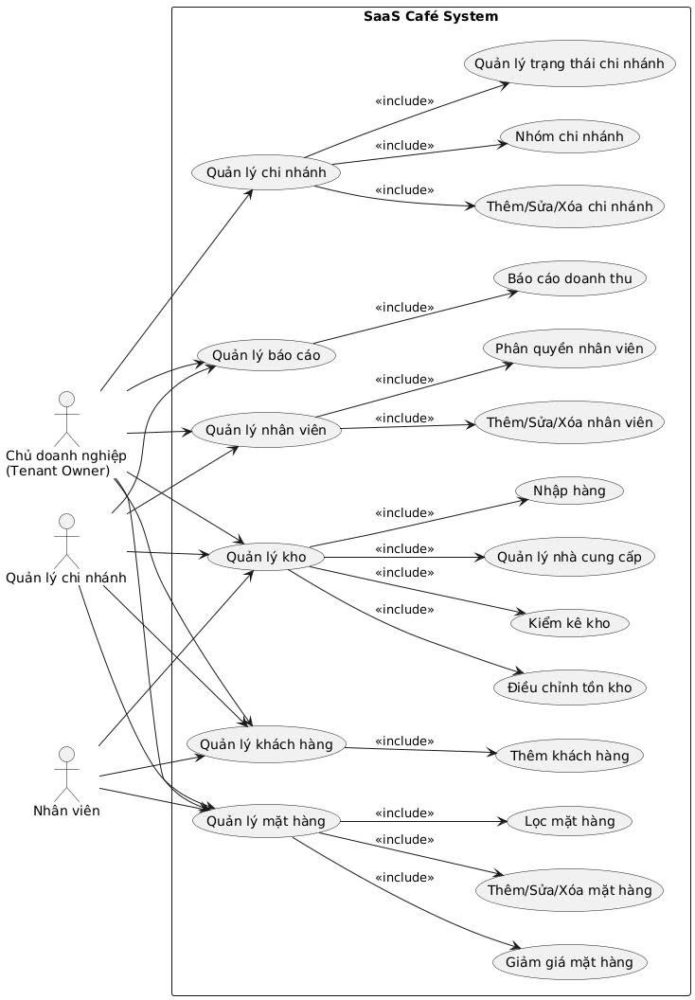 SaaS Café System
Quản lý trạng thái chi nhánh
«include»
Nhóm chi nhánh
«include»
Quản lý chi nhánh
«include»
Thêm/Sửa/Xóa chi nhánh
Báo cáo doanh thu
«include»
Quản lý báo cáo
Phân quyền nhân viên
«include»
Quản lý nhân viên
«include»
Thêm/Sửa/Xóa nhân viên
Chủ doanh nghiệp
(Tenant Owner)
Nhập hàng
«include»
Quản lý kho
«include»
Quản lý nhà cung cấp
«include»
Quản lý chi nhánh
«include»
Kiểm kê kho
Điều chỉnh tồn kho
Quản lý khách hàng
«include»
Thêm khách hàng
Nhân viên
«include»
Quản lý mặt hàng
Lọc mặt hàng
«include»
«include»
Thêm/Sửa/Xóa mặt hàng
Giảm giá mặt hàng